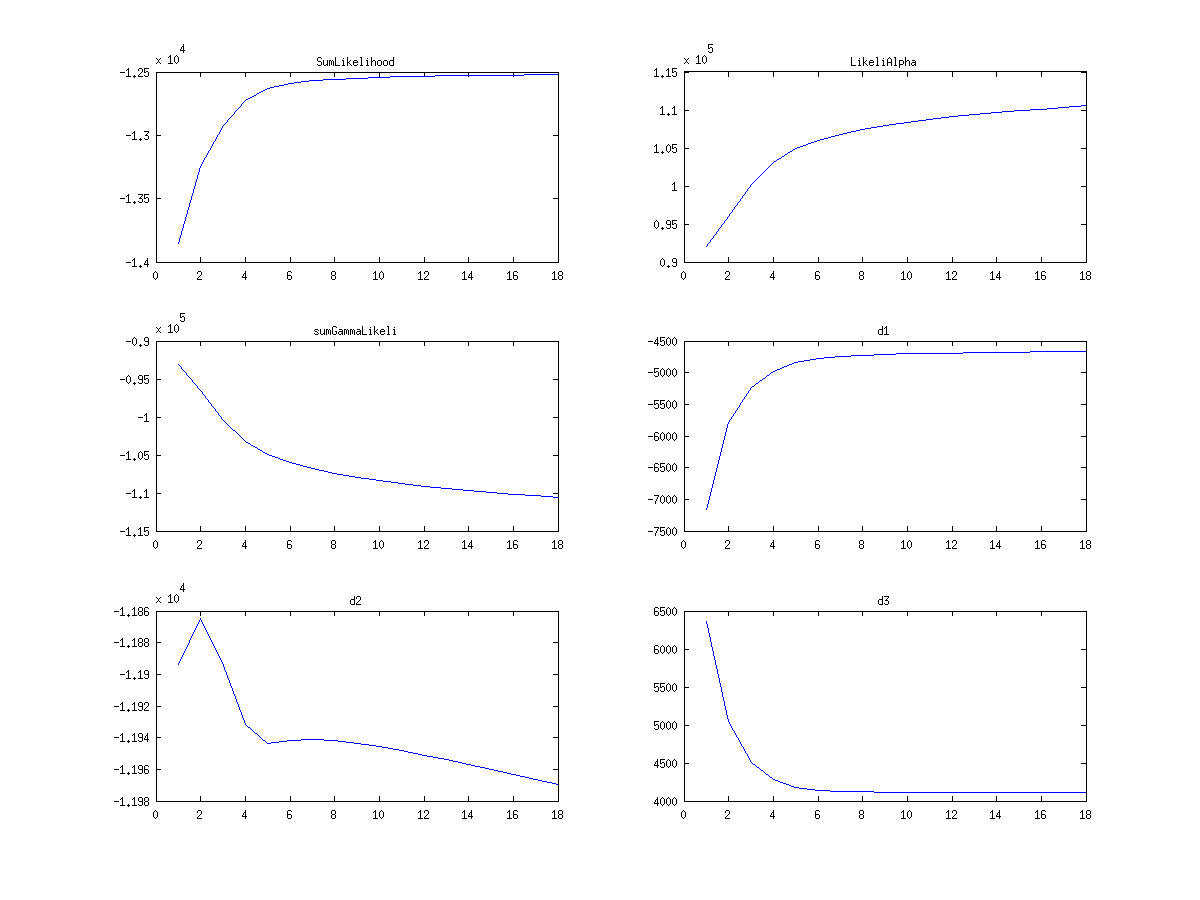 x 10^4
SumLikelihood
-1.25
-1.3
-1.35
-1.4
0 2 4 6 8 10 12 14 16 18
x 10^5
LikeliAlpha
1.15
1.1
1.05
1
0.95
0.9
0 2 4 6 8 10 12 14 16 18
x 10^5
sumGammaLikeli
-0.9
-0.95
-1
-1.05
-1.1
-1.15
0 2 4 6 8 10 12 14 16 18
d1
-4500
-5000
-5500
-6000
-6500
-7000
-7500
0 2 4 6 8 10 12 14 16 18
x 10^4
d2
-1.186
-1.188
-1.19
-1.192
-1.194
-1.196
-1.198
0 2 4 6 8 10 12 14 16 18
d3
6500
6000
5500
5000
4500
4000
0 2 4 6 8 10 12 14 16 18